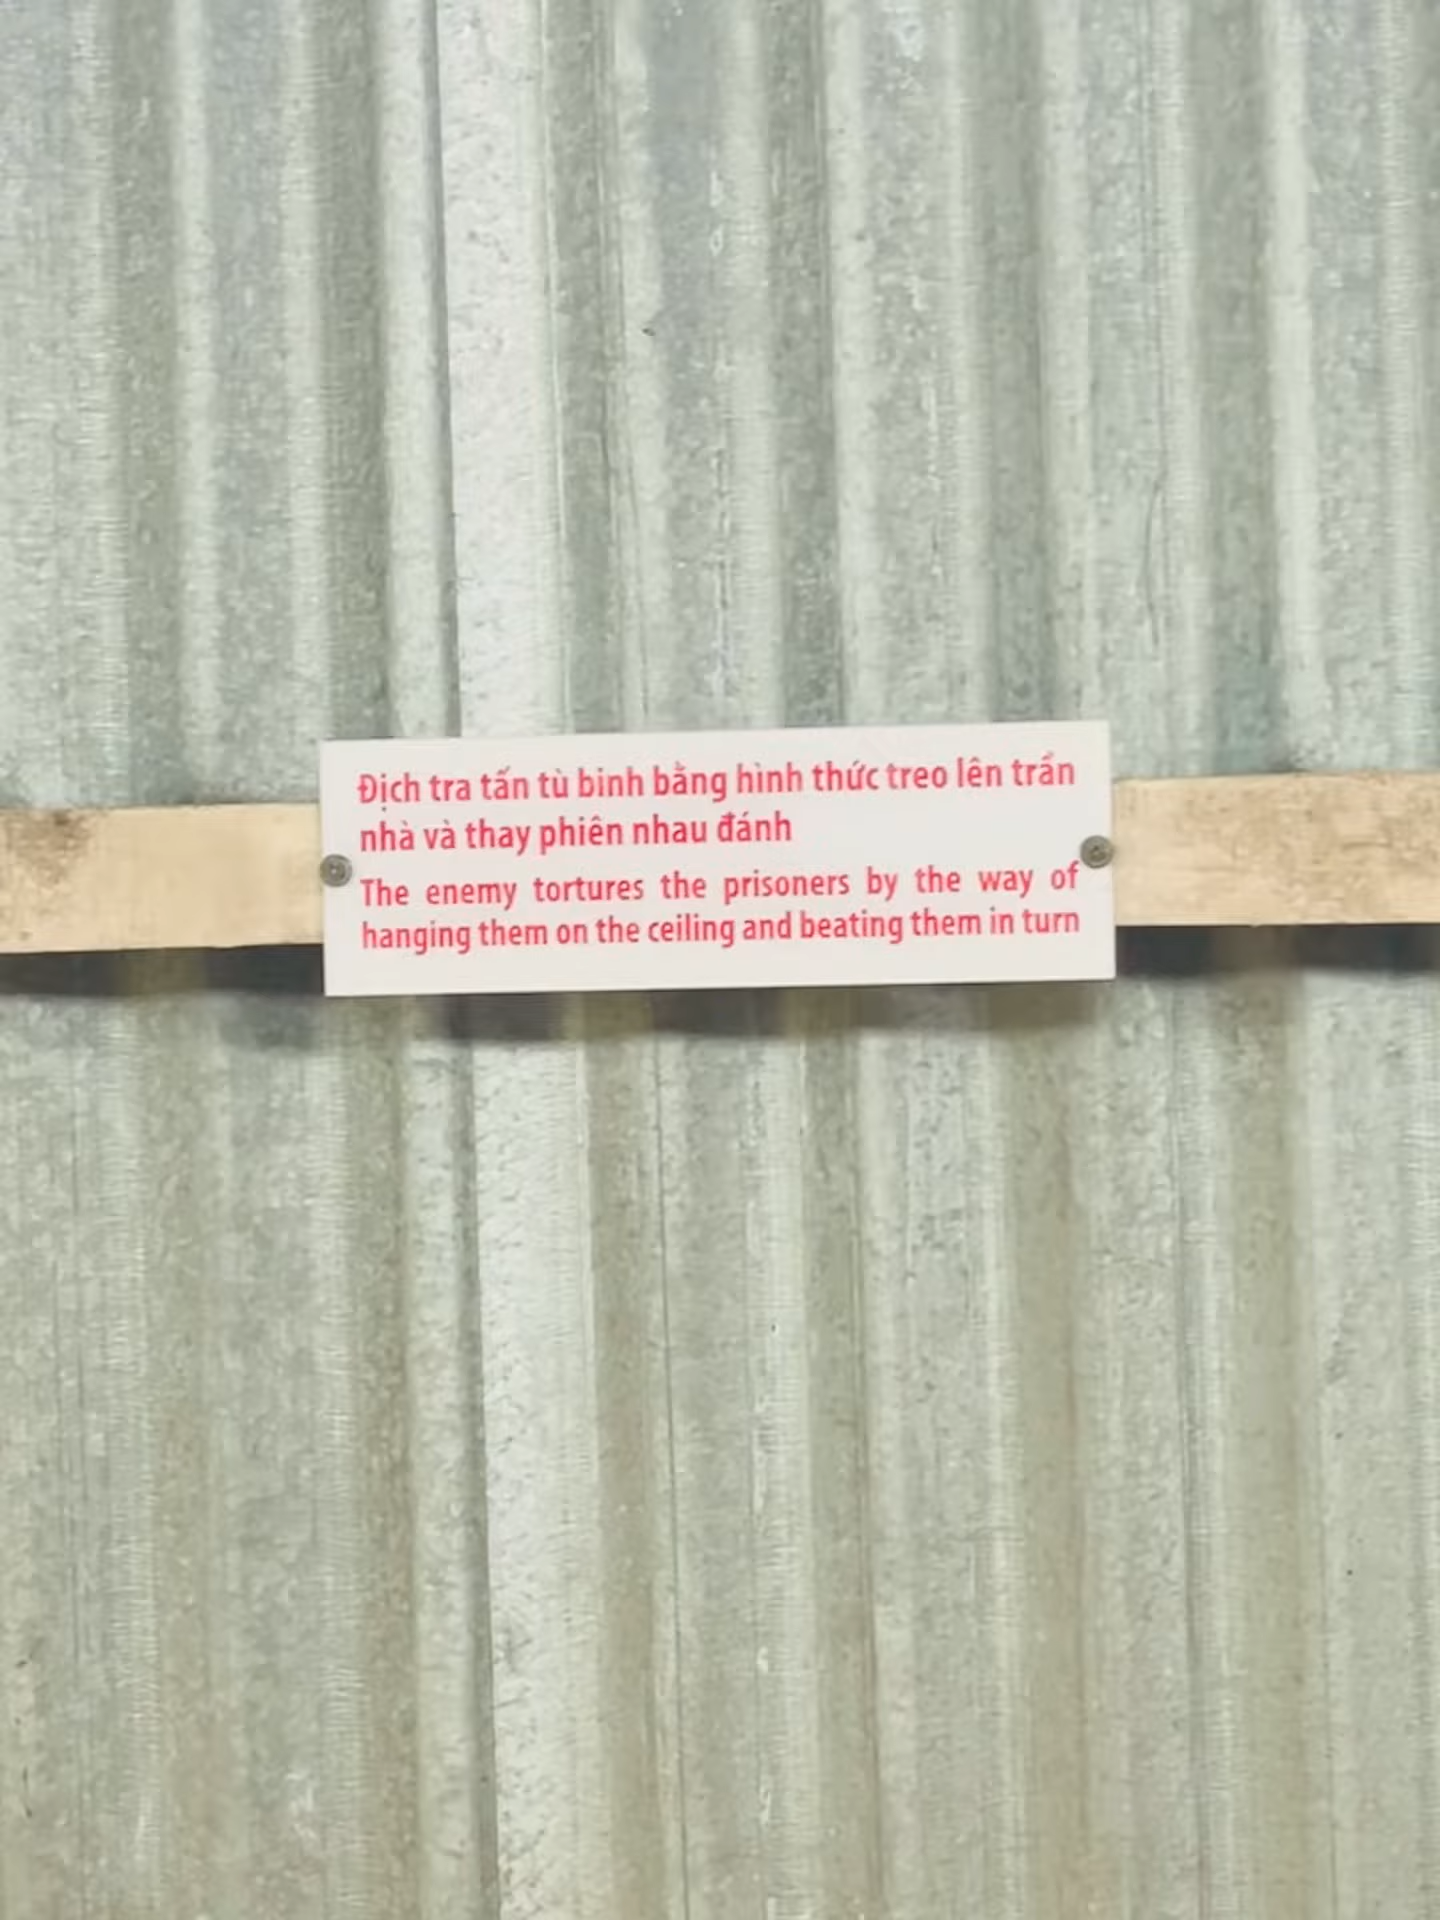 Địch tra tấn tù binh bằng hình thức treo lên trần
nhà và thay phiên nhau đánh
The enemy tortures the prisoners by the way of
hanging them on the ceiling and beating them in turn